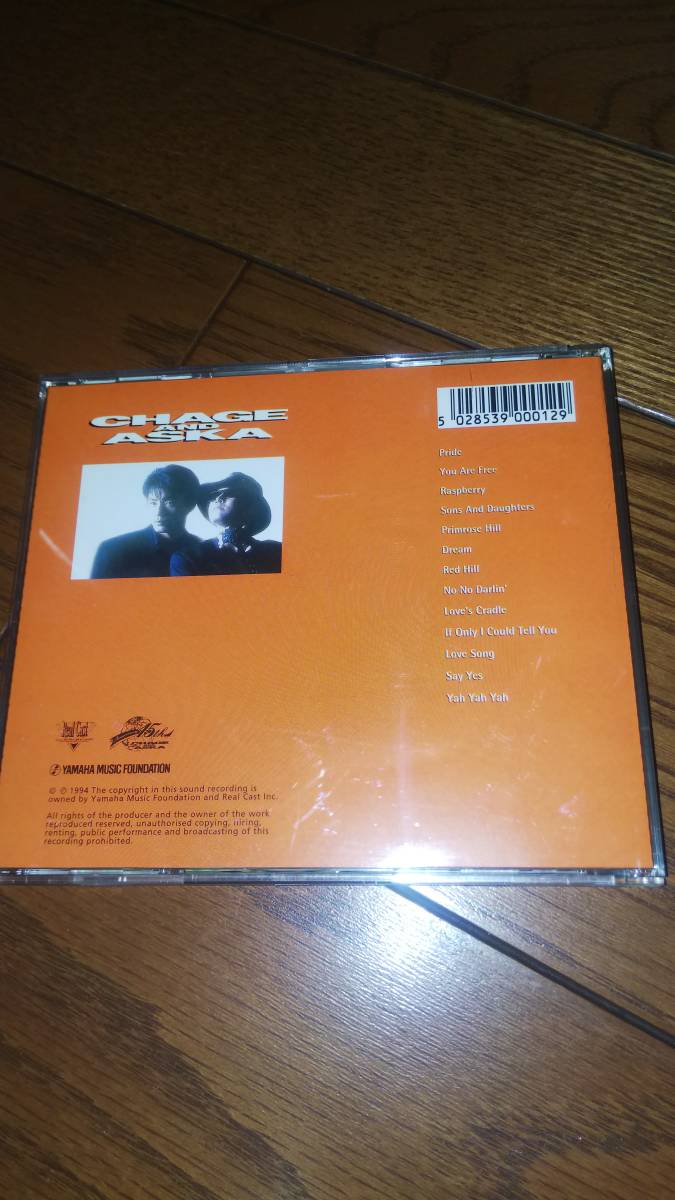 CHAGE
AND
ASKA
5 028539 000129
Pride
You Are Free
Raspberry
Sons And Daughters
Primrose Hill
Dream
Red Hill
No No Darlin'
Love's Cradle
If Only I Could Tell You
Love Song
Say Yes
Yah Yah Yah
Real Cast
15th
YAMAHA MUSIC FOUNDATION
© ℗ 1994 The copyright in this sound recording is
owned by Yamaha Music Foundation and Real Cast Inc.
All rights of the producer and the owner of the work
reproduced reserved, unauthorised copying, hiring,
renting, public performance and broadcasting of this
recording prohibited.